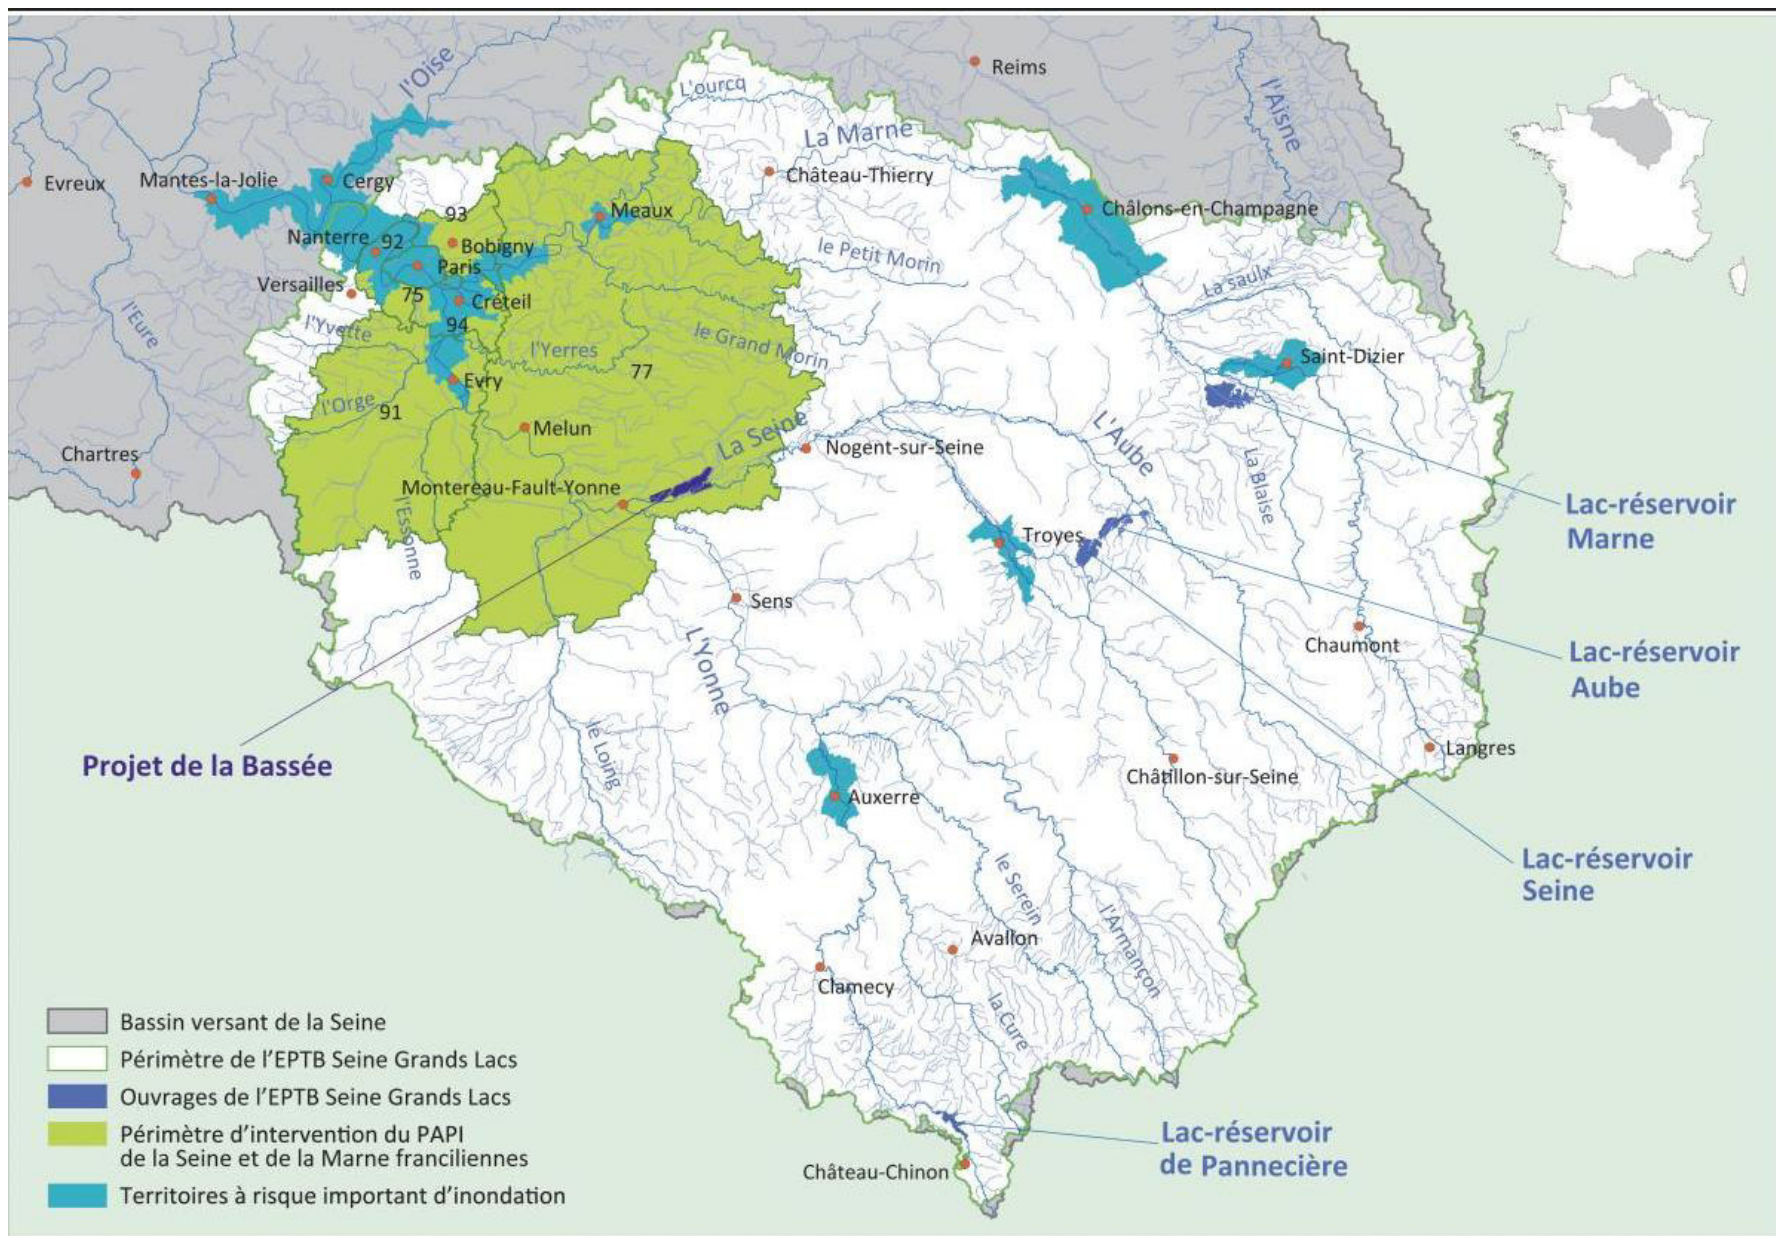 l'Oise
Reims
L'ourcq
l'Aisne
La Marne
Evreux
Mantes-la-Jolie
Cergy
Château-Thierry
Châlons-en-Champagne
93
Meaux
Nanterre
92
Bobigny
le Petit Morin
Paris
Versailles
75
Créteil
La saulx
l'Eure
l'Yvette
94
l'Yerres
le Grand Morin
Saint-Dizier
77
Evry
l'Orge
91
Melun
La Seine
L'Aube
Nogent-sur-Seine
Chartres
Montereau-Fault-Yonne
La Blaise
l'Essonne
Lac-réservoir
Marne
Troyes
Sens
Chaumont
L'Yonne
Lac-réservoir
Aube
le Loing
Langres
Projet de la Bassée
Châtillon-sur-Seine
Auxerre
Lac-réservoir
Seine
le Serein
l'Armançon
Avallon
Clamecy
la Cure
Bassin versant de la Seine
Périmètre de l'EPTB Seine Grands Lacs
Ouvrages de l'EPTB Seine Grands Lacs
Périmètre d'intervention du PAPI
de la Seine et de la Marne franciliennes
Territoires à risque important d'inondation
Lac-réservoir
de Pannecière
Château-Chinon